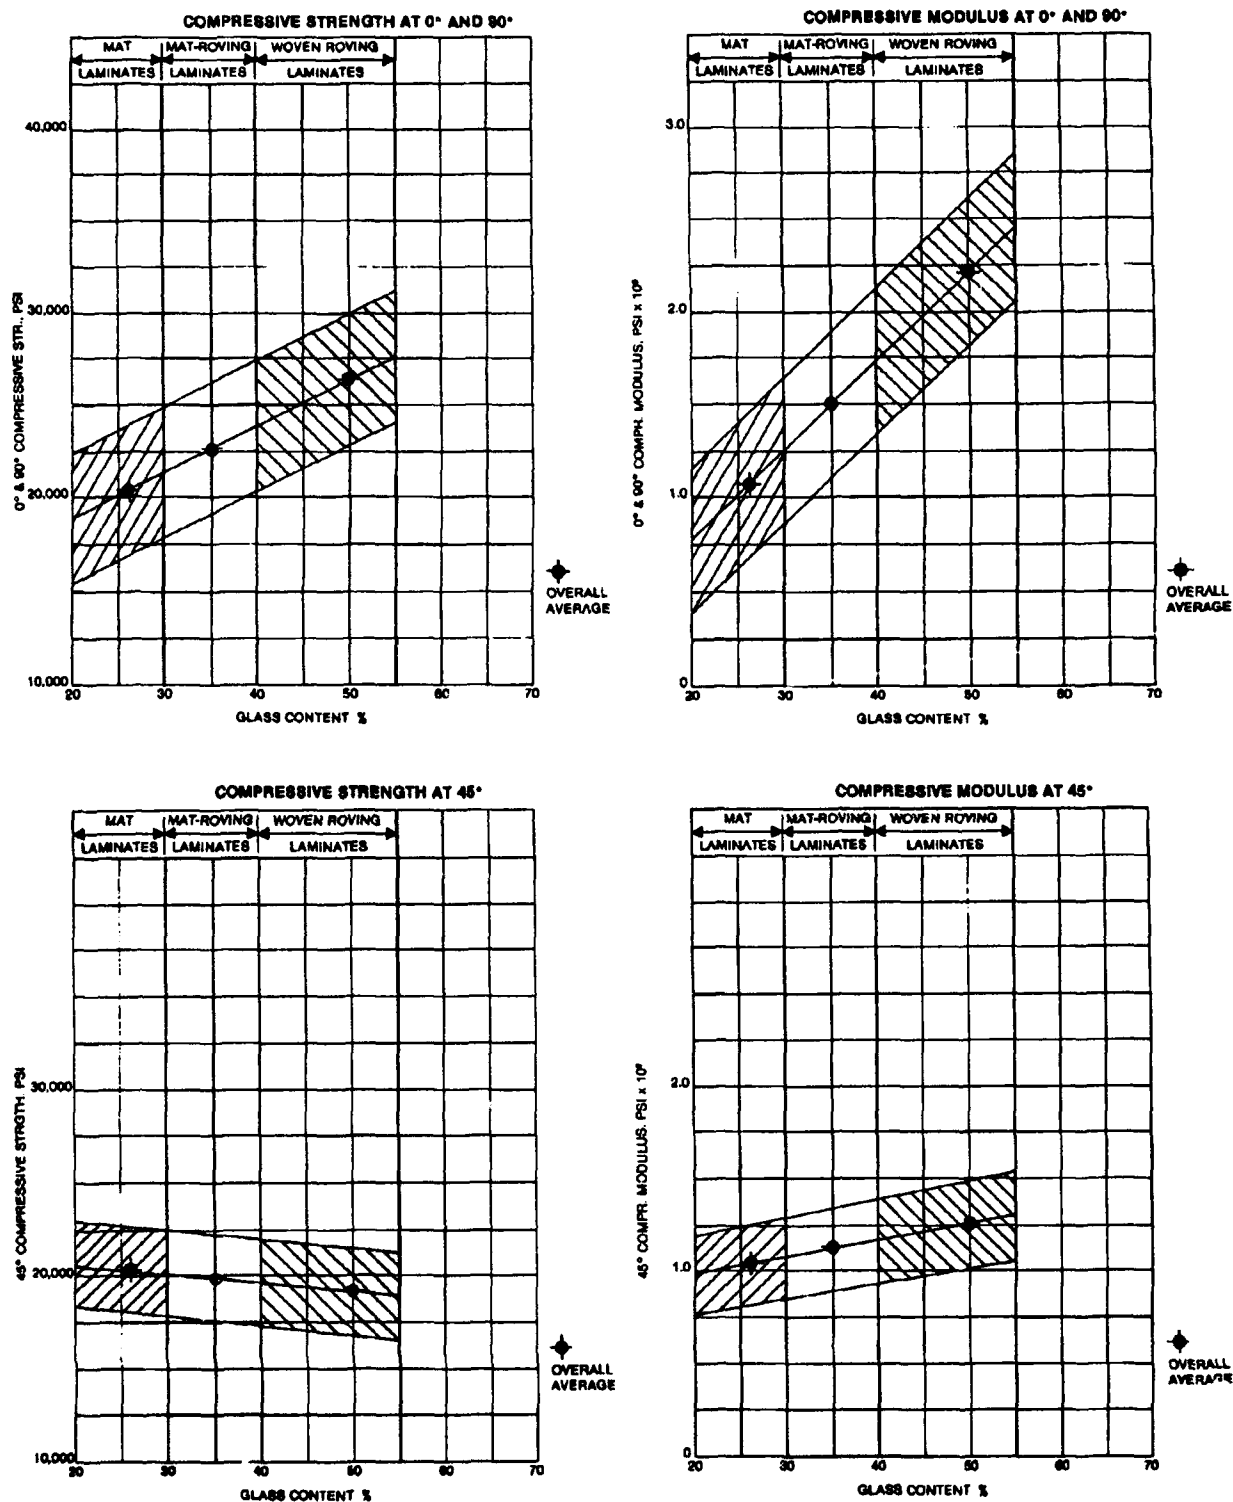 COMPRESSIVE STRENGTH AT 0° AND 90°
MAT
MAT-ROVING
WOVEN ROVING
LAMINATES
LAMINATES
LAMINATES
40,000
30,000
20,000
10,000
0° & 90° COMPRESSIVE STR., PSI
20
30
40
50
60
70
GLASS CONTENT %
OVERALL
AVERAGE
COMPRESSIVE MODULUS AT 0° AND 90°
MAT
MAT-ROVING
WOVEN ROVING
LAMINATES
LAMINATES
LAMINATES
3.0
2.0
1.0
0
0° & 90° COMPR. MODULUS, PSI x 10⁶
20
30
40
50
60
70
GLASS CONTENT %
OVERALL
AVERAGE
COMPRESSIVE STRENGTH AT 45°
MAT
MAT-ROVING
WOVEN ROVING
LAMINATES
LAMINATES
LAMINATES
30,000
20,000
10,000
45° COMPRESSIVE STRGTH. PSI
20
30
40
50
60
70
GLASS CONTENT %
OVERALL
AVERAGE
COMPRESSIVE MODULUS AT 45°
MAT
MAT-ROVING
WOVEN ROVING
LAMINATES
LAMINATES
LAMINATES
2.0
1.0
0
45° COMPR. MODULUS. PSI x 10⁶
20
30
40
50
60
70
GLASS CONTENT %
OVERALL
AVERAGE